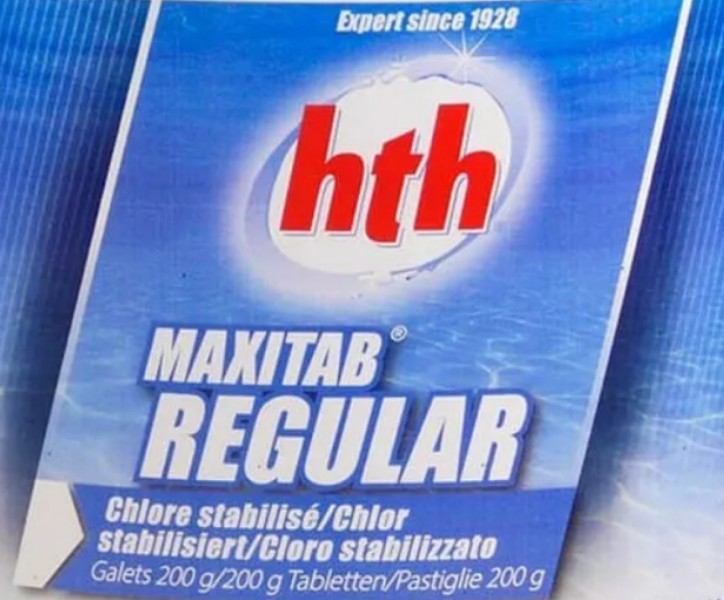 Expert since 1928
hth
MAXITAB®
REGULAR
Chlore stabilisé/Chlor
stabilisiert/Cloro stabilizzato
Galets 200 g/200 g Tabletten/Pastiglie 200 g